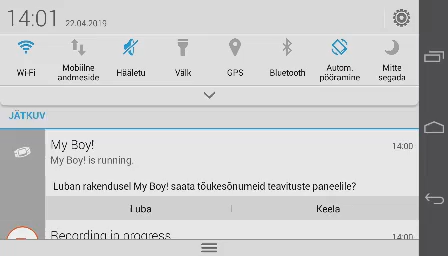 14:01 22.04.2019
Wi-Fi
Mobiilne andmeside
Hääletu
Välk
GPS
Bluetooth
Autom. pööramine
Mitte segada
JÄTKUV
My Boy! 14:00
My Boy! is running.
Luban rakendusel My Boy! saata tõukesõnumeid teavituste paneelile?
Luba Keela
Recording in progress 14:00